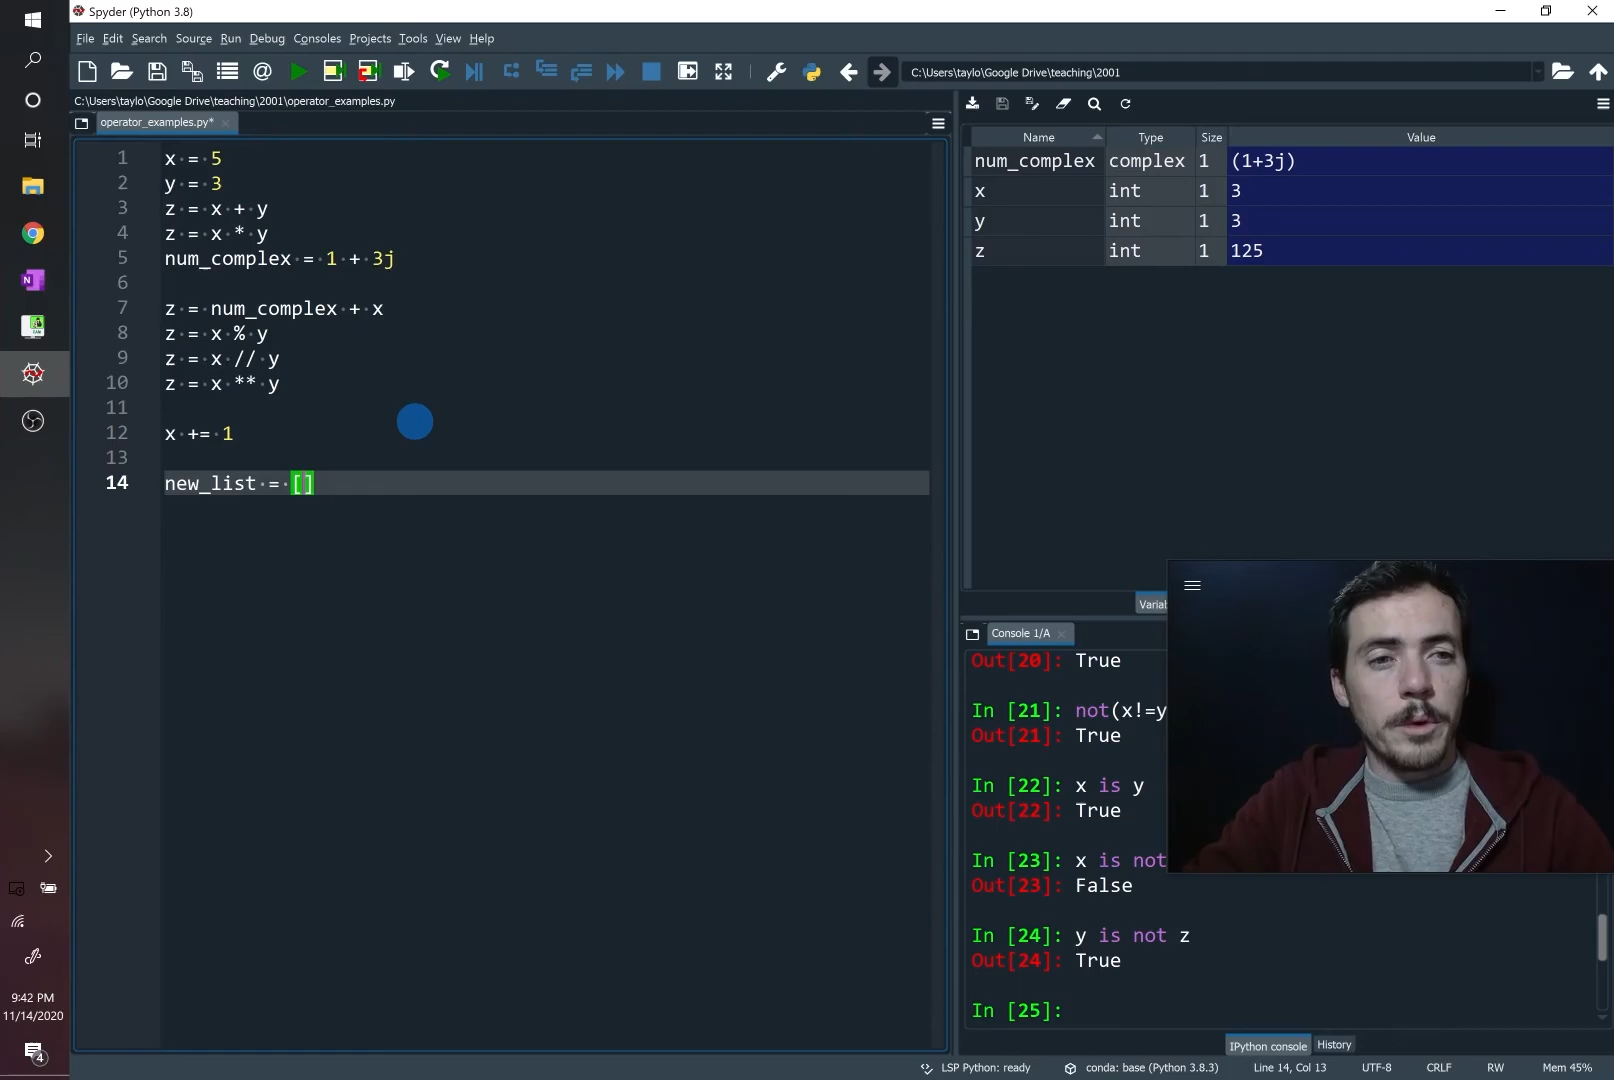 Spyder (Python 3.8)
File Edit Search Source Run Debug Consoles Projects Tools View Help
C:\Users\taylo\Google Drive\teaching\2001
C:\Users\taylo\Google Drive\teaching\2001\operator_examples.py
operator_examples.py*
1 x = 5
2 y = 3
3 z = x + y
4 z = x * y
5 num_complex = 1 + 3j
6
7 z = num_complex + x
8 z = x % y
9 z = x // y
10 z = x ** y
11
12 x += 1
13
14 new_list = []
Name Type Size Value
num_complex complex 1 (1+3j)
x int 1 3
y int 1 3
z int 1 125
Variab
Console 1/A
Out[20]: True
In [21]: not(x!=y
Out[21]: True
In [22]: x is y
Out[22]: True
In [23]: x is not
Out[23]: False
In [24]: y is not z
Out[24]: True
In [25]:
IPython console History
LSP Python: ready conda: base (Python 3.8.3) Line 14, Col 13 UTF-8 CRLF RW Mem 45%
9:42 PM
11/14/2020
4